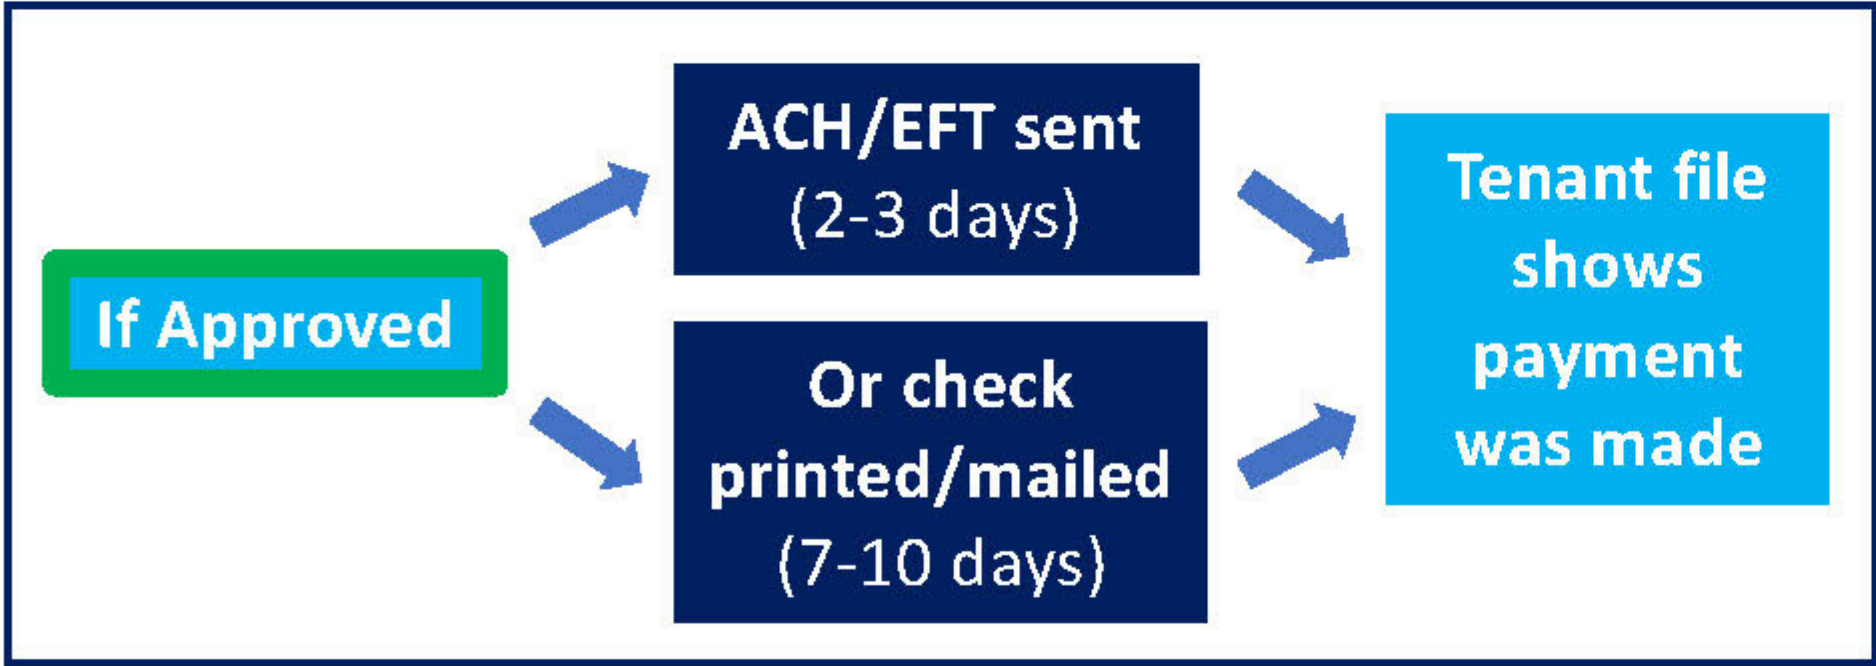 If Approved
ACH/EFT sent
(2-3 days)
Or check
printed/mailed
(7-10 days)
Tenant file
shows
payment
was made